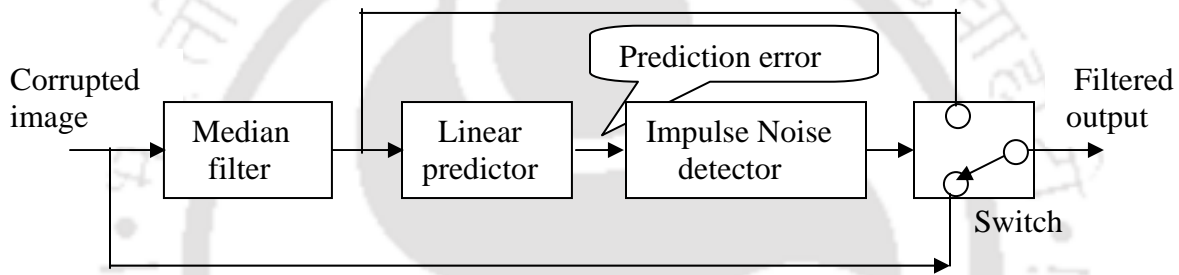 Prediction error
Corrupted
image
Median
filter
Linear
predictor
Impulse Noise
detector
Filtered
output
Switch